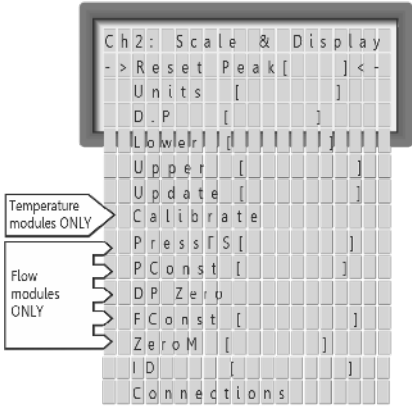 Ch2: Scale & Display
->Reset Peak[ ]<-
Units [ ]
D.P [ ]
Lower [ ]
Upper [ ]
Update [ ]
Temperature modules ONLY
Calibrate
Flow modules ONLY
PressΓS[ ]
PConst [ ]
DP Zero
FConst [ ]
ZeroM [ ]
ID [ ]
Connections